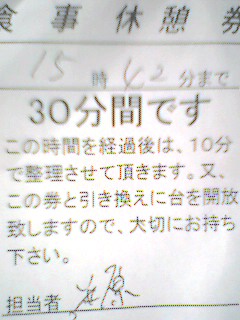 食事休憩券
15時42分まで
30分間です
この時間を経過後は、10分
で整理させて頂きます。又、
この券と引き換えに台を開放
致しますので、大切にお持ち
下さい。
担当者